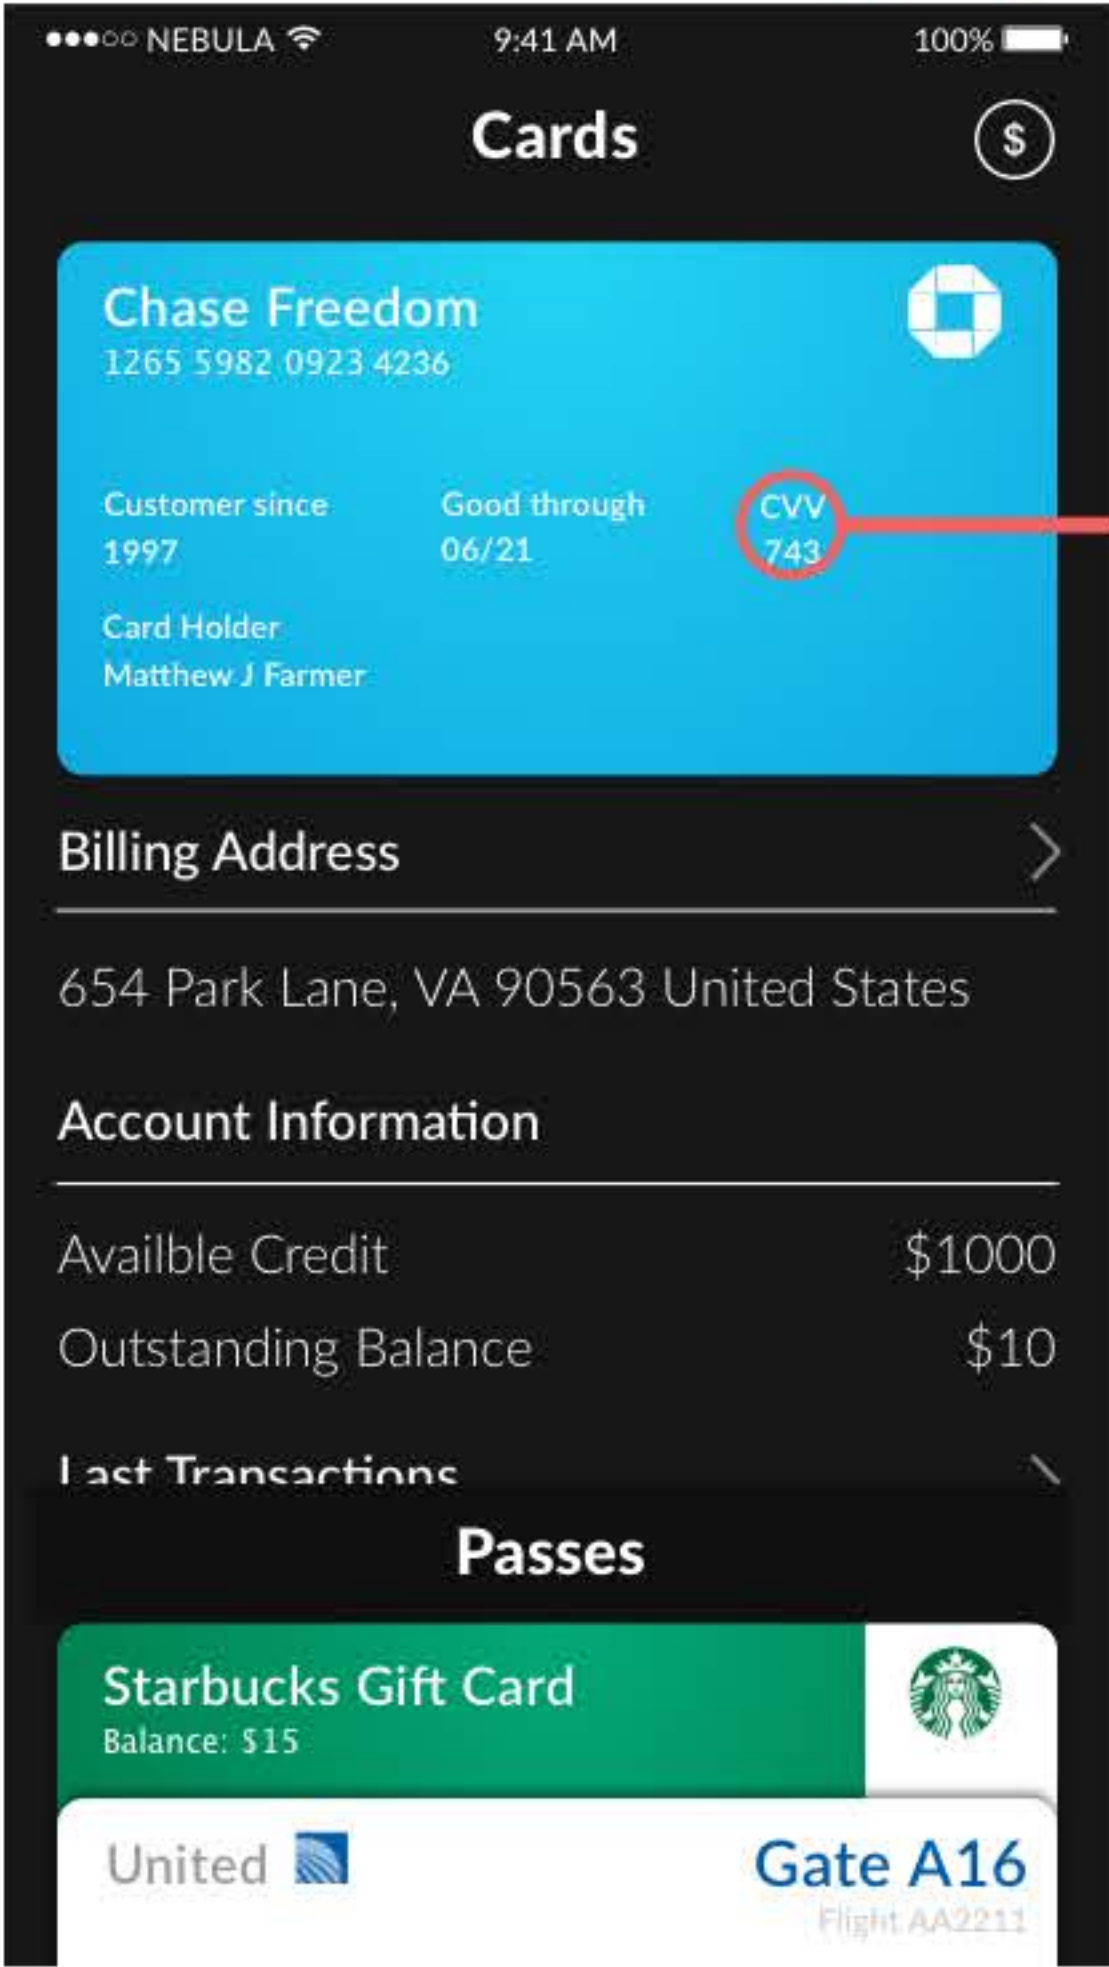 NEBULA 9:41 AM 100%
Cards
$
Chase Freedom
1265 5982 0923 4236
Customer since Good through CVV
1997 06/21 743
Card Holder
Matthew J Farmer
Billing Address
654 Park Lane, VA 90563 United States
Account Information
Availble Credit $1000
Outstanding Balance $10
Last Transactions
Passes
Starbucks Gift Card
Balance: $15
United Gate A16
Flight AA2211